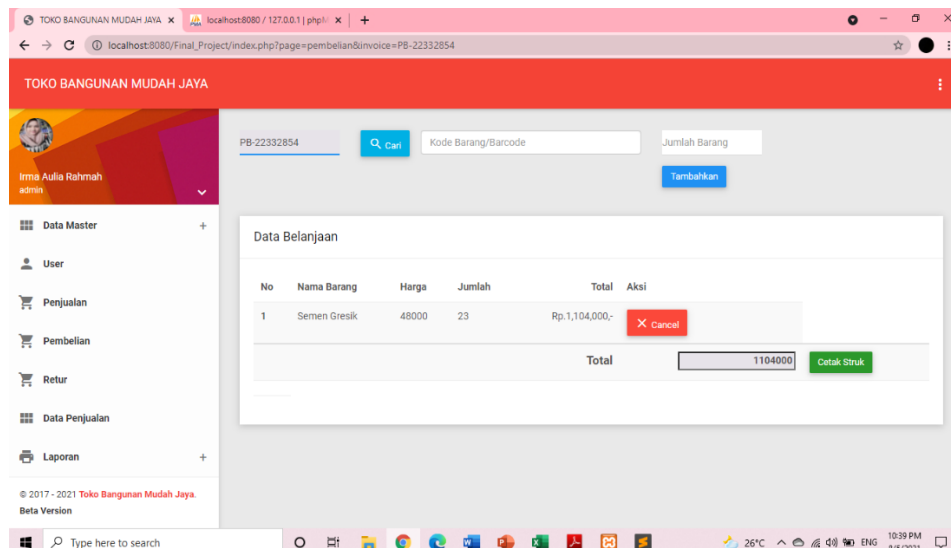 TOKO BANGUNAN MUDAH JAYA
localhost:8080 / 127.0.0.1 | phpM
localhost:8080/Final_Project/index.php?page=pembelian&invoice=PB-22332854
TOKO BANGUNAN MUDAH JAYA
Irma Aulia Rahmah
admin
Data Master
User
Penjualan
Pembelian
Retur
Data Penjualan
Laporan
© 2017 - 2021 Toko Bangunan Mudah Jaya.
Beta Version
PB-22332854 Cari Kode Barang/Barcode Jumlah Barang
Tambahkan
Data Belanjaan
No Nama Barang Harga Jumlah Total Aksi
1 Semen Gresik 48000 23 Rp.1,104,000,- Cancel
Total 1104000 Cetak Struk
Type here to search 26°C ENG 10:39 PM